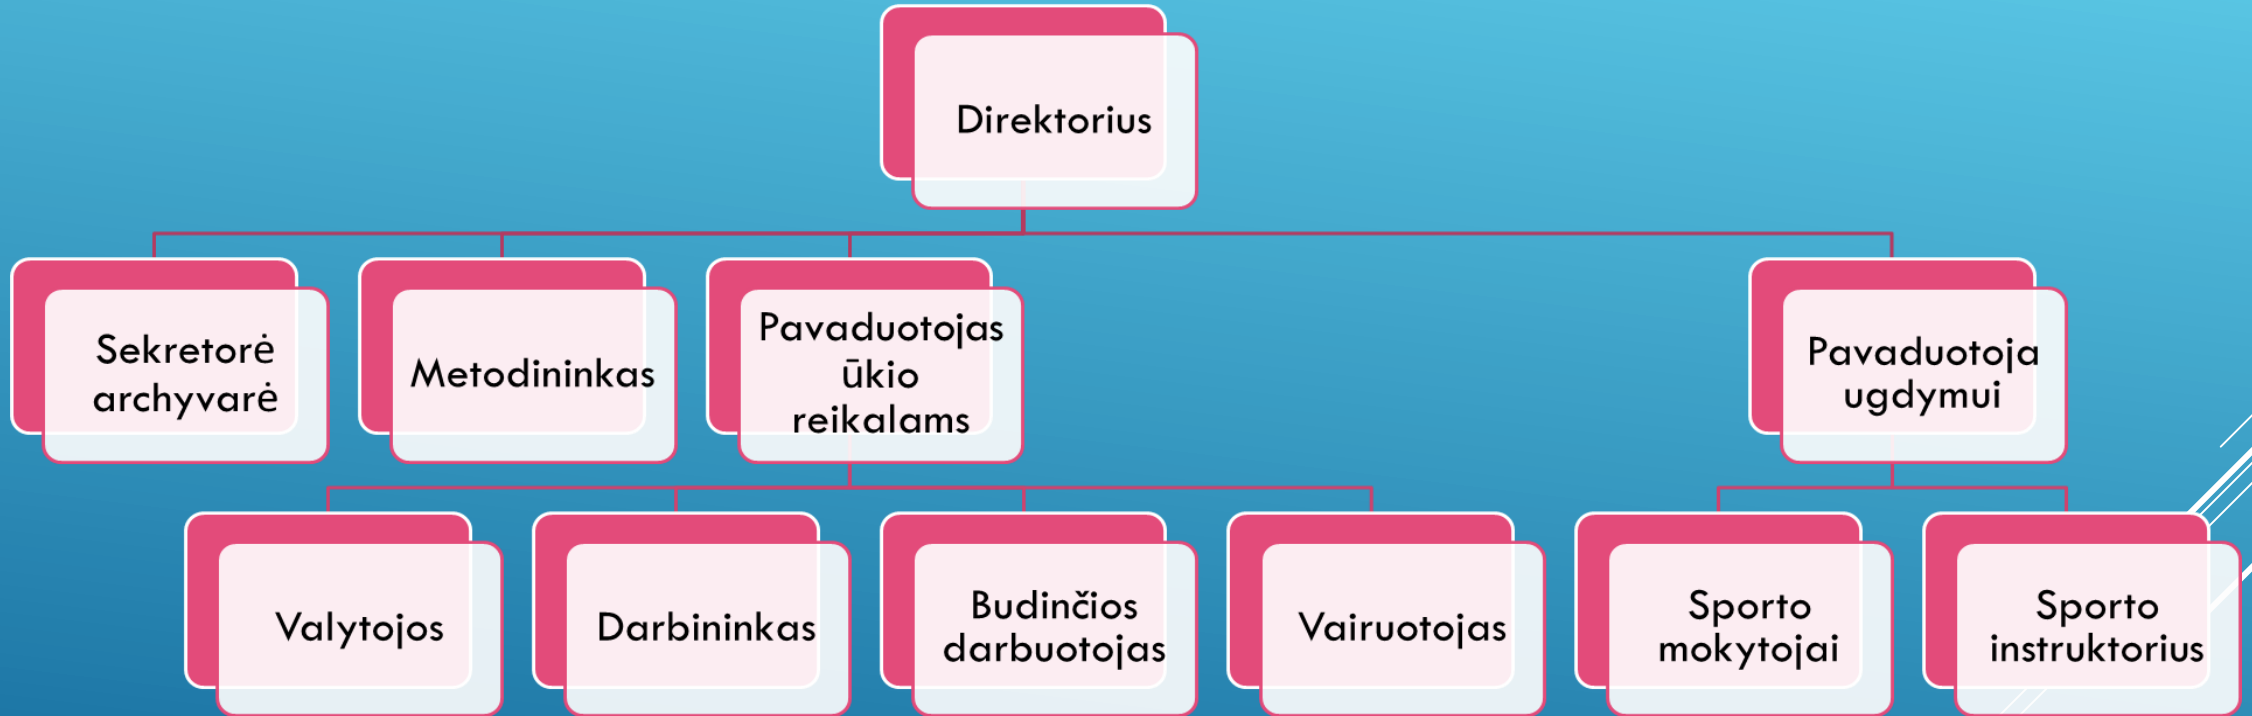 Direktorius
Sekretorė
archyvarė
Metodininkas
Pavaduotojas
ūkio
reikalams
Pavaduotoja
ugdymui
Valytojos
Darbininkas
Budinčios
darbuotojas
Vairuotojas
Sporto
mokytojai
Sporto
instruktorius